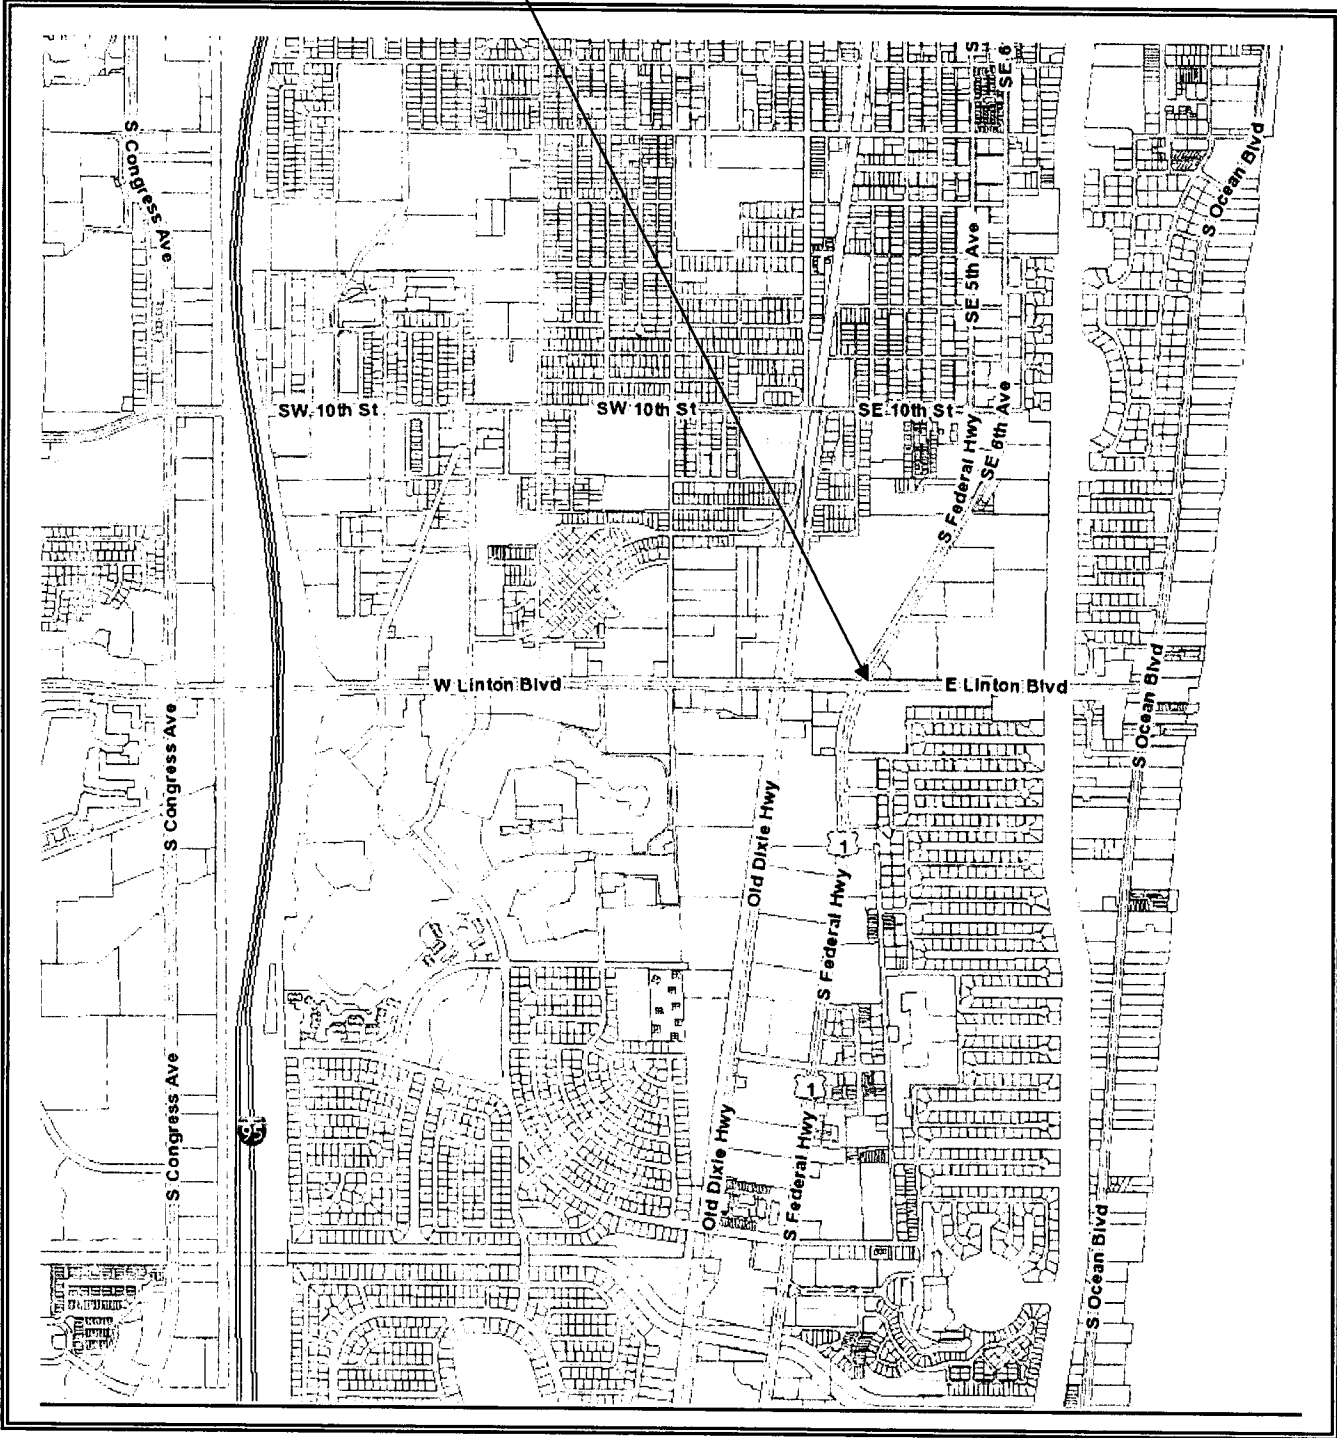 S
SE 6
S Congress Ave
S Ocean Blvd
SE 5th Ave
SW 10th St
SW 10th St
SE 10th St
SE 6th Ave
S Federal Hwy
W Linton Blvd
E Linton Blvd
S Ocean Blvd
S Congress Ave
Old Dixie Hwy
1
S Federal Hwy
S Congress Ave
95
1
Old Dixie Hwy
S Federal Hwy
S Ocean Blvd